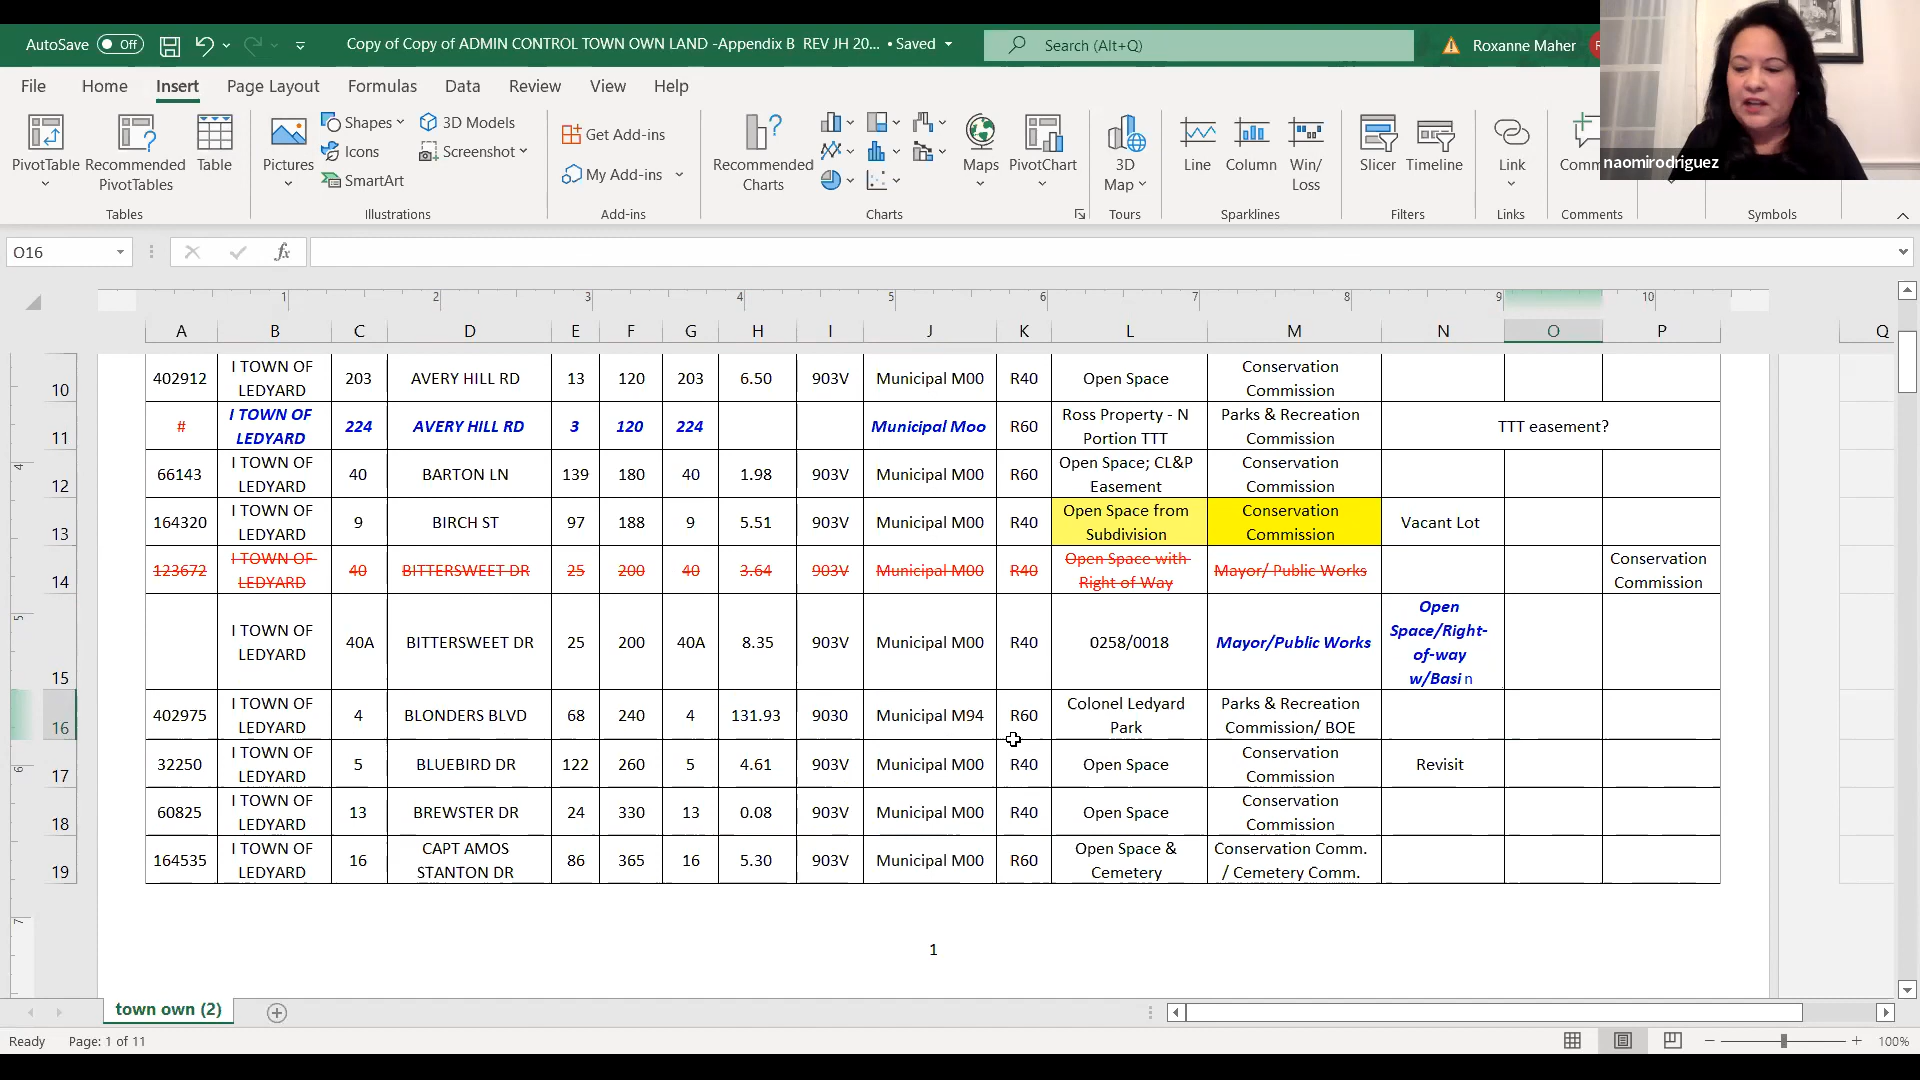 AutoSave Off Copy of Copy of ADMIN CONTROL TOWN OWN LAND -Appendix B REV JH 20... • Saved Search (Alt+Q) Roxanne Maher
File Home Insert Page Layout Formulas Data Review View Help
PivotTable Recommended PivotTables Table Pictures Shapes Icons SmartArt 3D Models Screenshot Get Add-ins My Add-ins Recommended Charts Maps PivotChart 3D Map Line Column Win/Loss Slicer Timeline Link
Tables Illustrations Add-ins Charts Tours Sparklines Filters Links Comments Symbols
naomirodriguez
O16 fx
1 2 3 4 5 6 7 8 9 10
A B C D E F G H I J K L M N O P Q
10 402912 I TOWN OF LEDYARD 203 AVERY HILL RD 13 120 203 6.50 903V Municipal M00 R40 Open Space Conservation Commission
11 # I TOWN OF LEDYARD 224 AVERY HILL RD 3 120 224 Municipal Moo R60 Ross Property - N Portion TTT Parks & Recreation Commission TTT easement?
12 66143 I TOWN OF LEDYARD 40 BARTON LN 139 180 40 1.98 903V Municipal M00 R60 Open Space; CL&P Easement Conservation Commission
13 164320 I TOWN OF LEDYARD 9 BIRCH ST 97 188 9 5.51 903V Municipal M00 R40 Open Space from Subdivision Conservation Commission Vacant Lot
14 123672 I TOWN OF LEDYARD 40 BITTERSWEET DR 25 200 40 3.64 903V Municipal M00 R40 Open Space with Right of Way Mayor/ Public Works Conservation Commission
15 I TOWN OF LEDYARD 40A BITTERSWEET DR 25 200 40A 8.35 903V Municipal M00 R40 0258/0018 Mayor/Public Works Open Space/Right-of-way w/Basi n
16 402975 I TOWN OF LEDYARD 4 BLONDERS BLVD 68 240 4 131.93 9030 Municipal M94 R60 Colonel Ledyard Park Parks & Recreation Commission/ BOE
17 32250 I TOWN OF LEDYARD 5 BLUEBIRD DR 122 260 5 4.61 903V Municipal M00 R40 Open Space Conservation Commission Revisit
18 60825 I TOWN OF LEDYARD 13 BREWSTER DR 24 330 13 0.08 903V Municipal M00 R40 Open Space Conservation Commission
19 164535 I TOWN OF LEDYARD 16 CAPT AMOS STANTON DR 86 365 16 5.30 903V Municipal M00 R60 Open Space & Cemetery Conservation Comm. / Cemetery Comm.
4
5
6
7
1
town own (2)
Ready Page: 1 of 11 100%